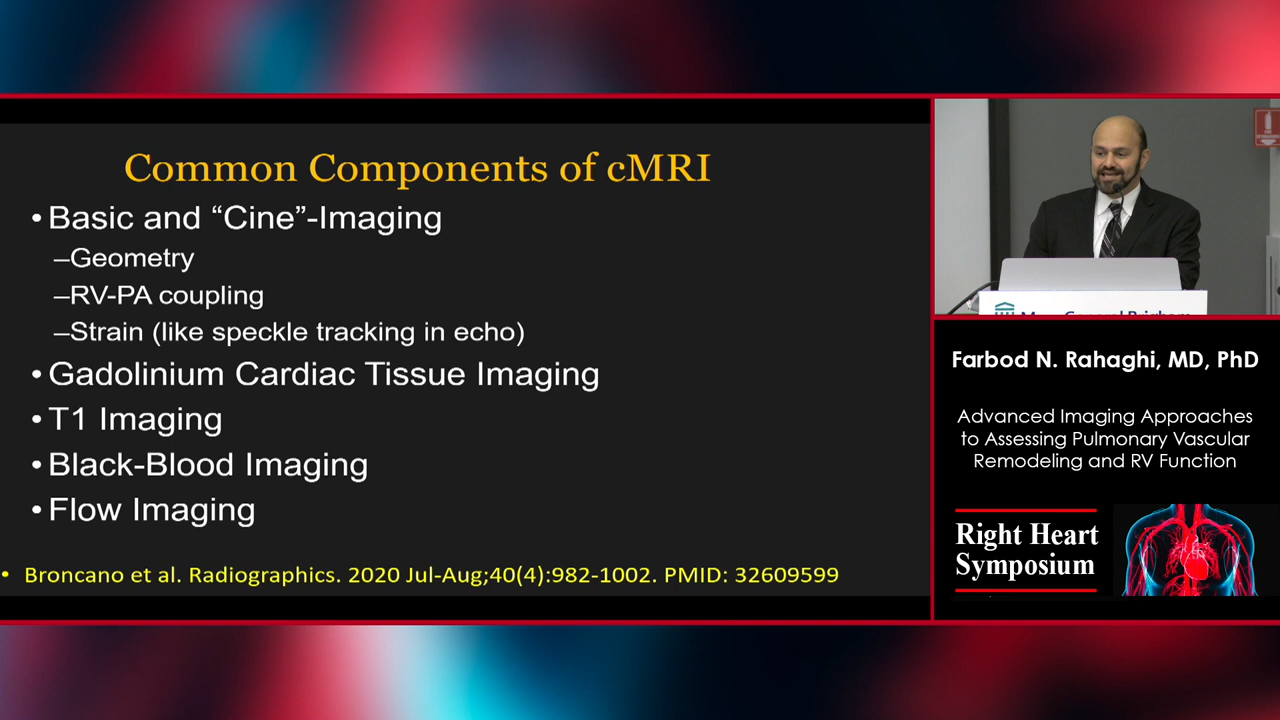 Common Components of cMRI
• Basic and “Cine”-Imaging
–Geometry
–RV-PA coupling
–Strain (like speckle tracking in echo)
• Gadolinium Cardiac Tissue Imaging
• T1 Imaging
• Black-Blood Imaging
• Flow Imaging
• Broncano et al. Radiographics. 2020 Jul-Aug;40(4):982-1002. PMID: 32609599
General Brigham
Farbod N. Rahaghi, MD, PhD
Advanced Imaging Approaches
to Assessing Pulmonary Vascular
Remodeling and RV Function
Right Heart
Symposium